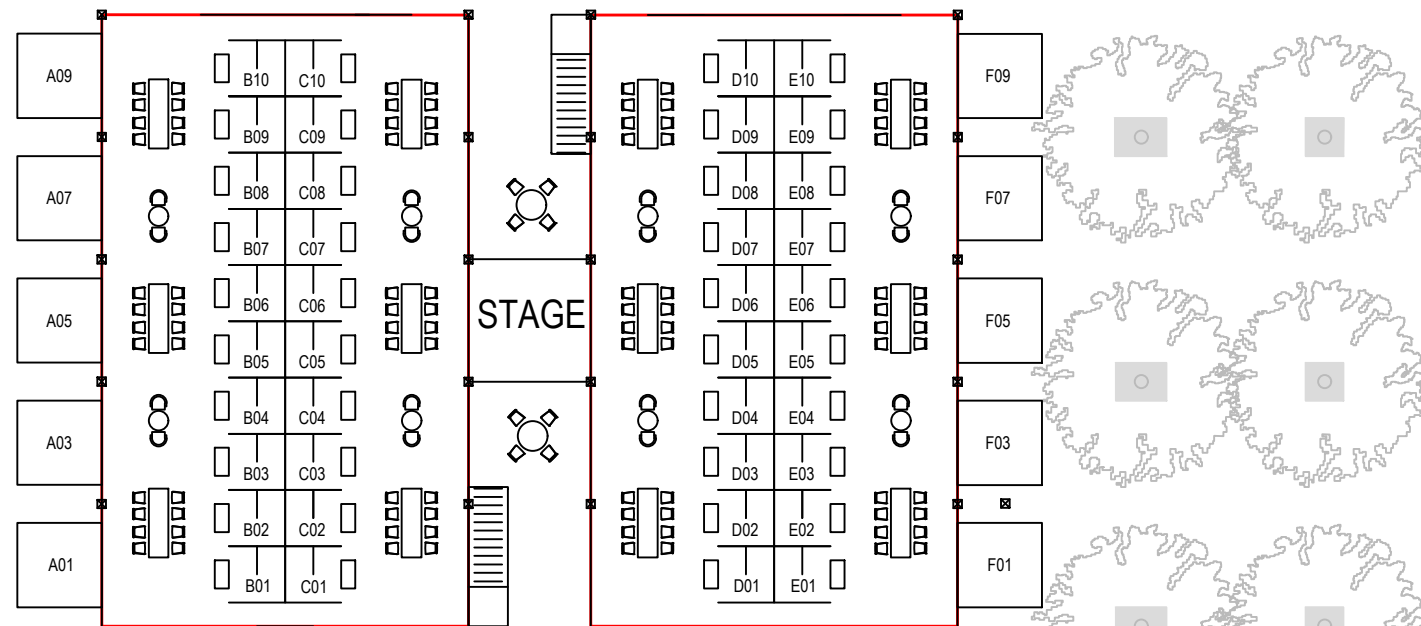 A09
A07
A05
A03
A01
B10 C10
B09 C09
B08 C08
B07 C07
B06 C06
B05 C05
B04 C04
B03 C03
B02 C02
B01 C01
STAGE
D10 E10
D09 E09
D08 E08
D07 E07
D06 E06
D05 E05
D04 E04
D03 E03
D02 E02
D01 E01
F09
F07
F05
F03
F01